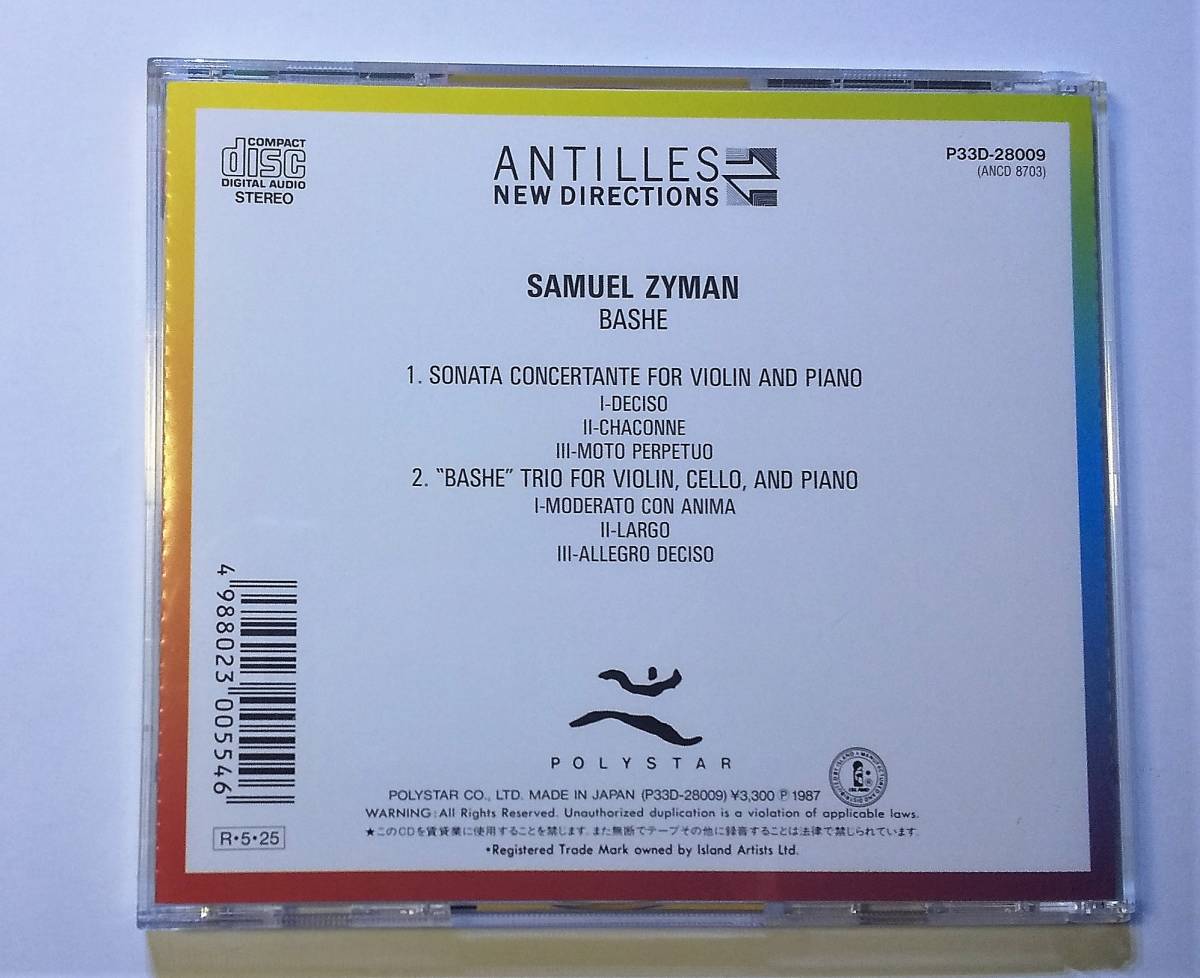 COMPACT
disc
DIGITAL AUDIO
STEREO
ANTILLES
NEW DIRECTIONS
P33D-28009
(ANCD 8703)
SAMUEL ZYMAN
BASHE
1. SONATA CONCERTANTE FOR VIOLIN AND PIANO
I-DECISO
II-CHACONNE
III-MOTO PERPETUO
2. “BASHE” TRIO FOR VIOLIN, CELLO, AND PIANO
I-MODERATO CON ANIMA
II-LARGO
III-ALLEGRO DECISO
4 988023 005546
R•5•25
POLYSTAR
POLYSTAR CO., LTD. MADE IN JAPAN (P33D-28009) ¥3,300 Ⓟ 1987
WARNING: All Rights Reserved. Unauthorized duplication is a violation of applicable laws.
★このCDを賃貸業に使用することを禁じます。また無断でテープその他に録音することは法律で禁じられています。
*Registered Trade Mark owned by Island Artists Ltd.